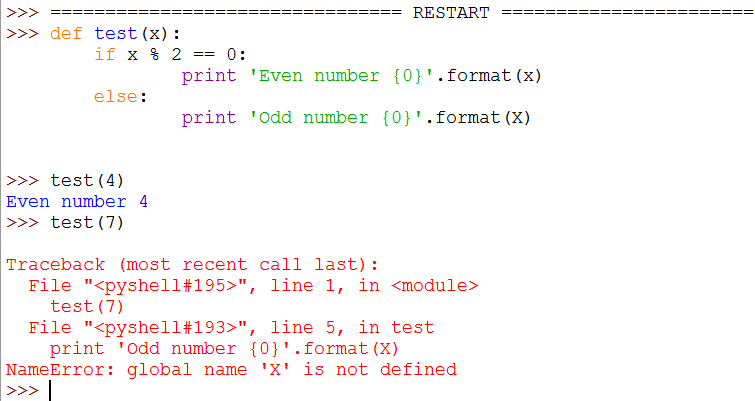 >>> ================================ RESTART =======================
>>> def test(x):
if x % 2 == 0:
print 'Even number {0}'.format(x)
else:
print 'Odd number {0}'.format(X)
>>> test(4)
Even number 4
>>> test(7)
Traceback (most recent call last):
File "<pyshell#195>", line 1, in <module>
test(7)
File "<pyshell#193>", line 5, in test
print 'Odd number {0}'.format(X)
NameError: global name 'X' is not defined
>>>